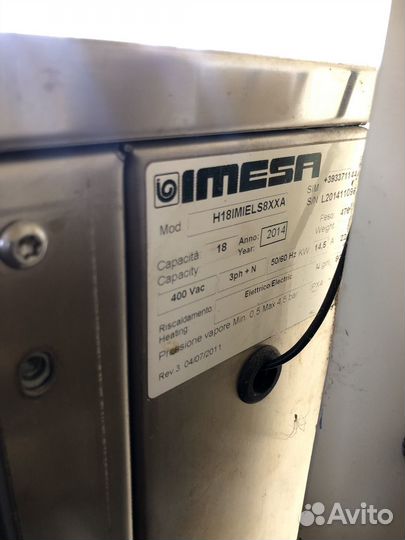 IMESA
Mod. H18IMIELS8XXA SIM
S/N
Capacità 18 Anno. 2014 Peso
Capacity Year. Weight
400 Vac 3ph + N 50/60 Hz KW 14,5 A
Riscaldamento Elettrico/Electric
Heating
Pressione vapore Min. 0,5 Max 4,5 bar EXA
Rev.3 04/07/2011
Avito